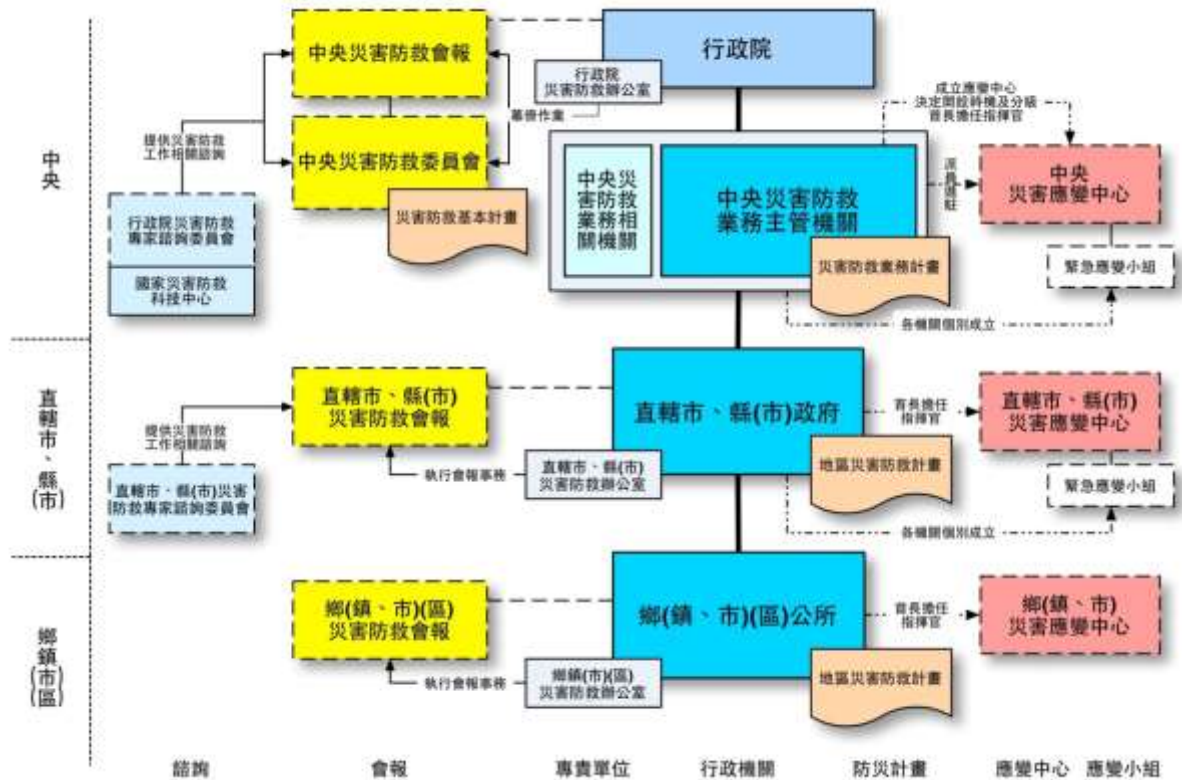 中央
中央災害防救會報
行政院
行政院
災害防救辦公室
幕僚作業
成立應變中心
決定開設時機及分級
首長擔任指揮官
提供災害防救
工作相關諮詢
中央災害防救委員會
災害防救基本計畫
行政院災害防救
專家諮詢委員會
國家災害防救
科技中心
中央災
害防救
業務相
關機關
中央災害防救
業務主管機關
災害防救業務計畫
派員進駐
中央
災害應變中心
緊急應變小組
各機關個別成立
直轄市、縣(市)
直轄市、縣(市)
災害防救會報
直轄市、縣(市)政府
首長擔任
指揮官
直轄市、縣(市)
災害應變中心
提供災害防救
工作相關諮詢
執行會報事務
直轄市、縣(市)
災害防救辦公室
地區災害防救計畫
緊急應變小組
直轄市、縣(市)災害
防救專家諮詢委員會
各機關個別成立
鄉鎮(市)(區)
鄉(鎮、市)(區)
災害防救會報
鄉(鎮、市)(區)公所
首長擔任
指揮官
鄉(鎮、市)
災害應變中心
執行會報事務
鄉鎮(市)(區)
災害防救辦公室
地區災害防救計畫
諮詢
會報
專責單位
行政機關
防災計畫
應變中心
應變小組